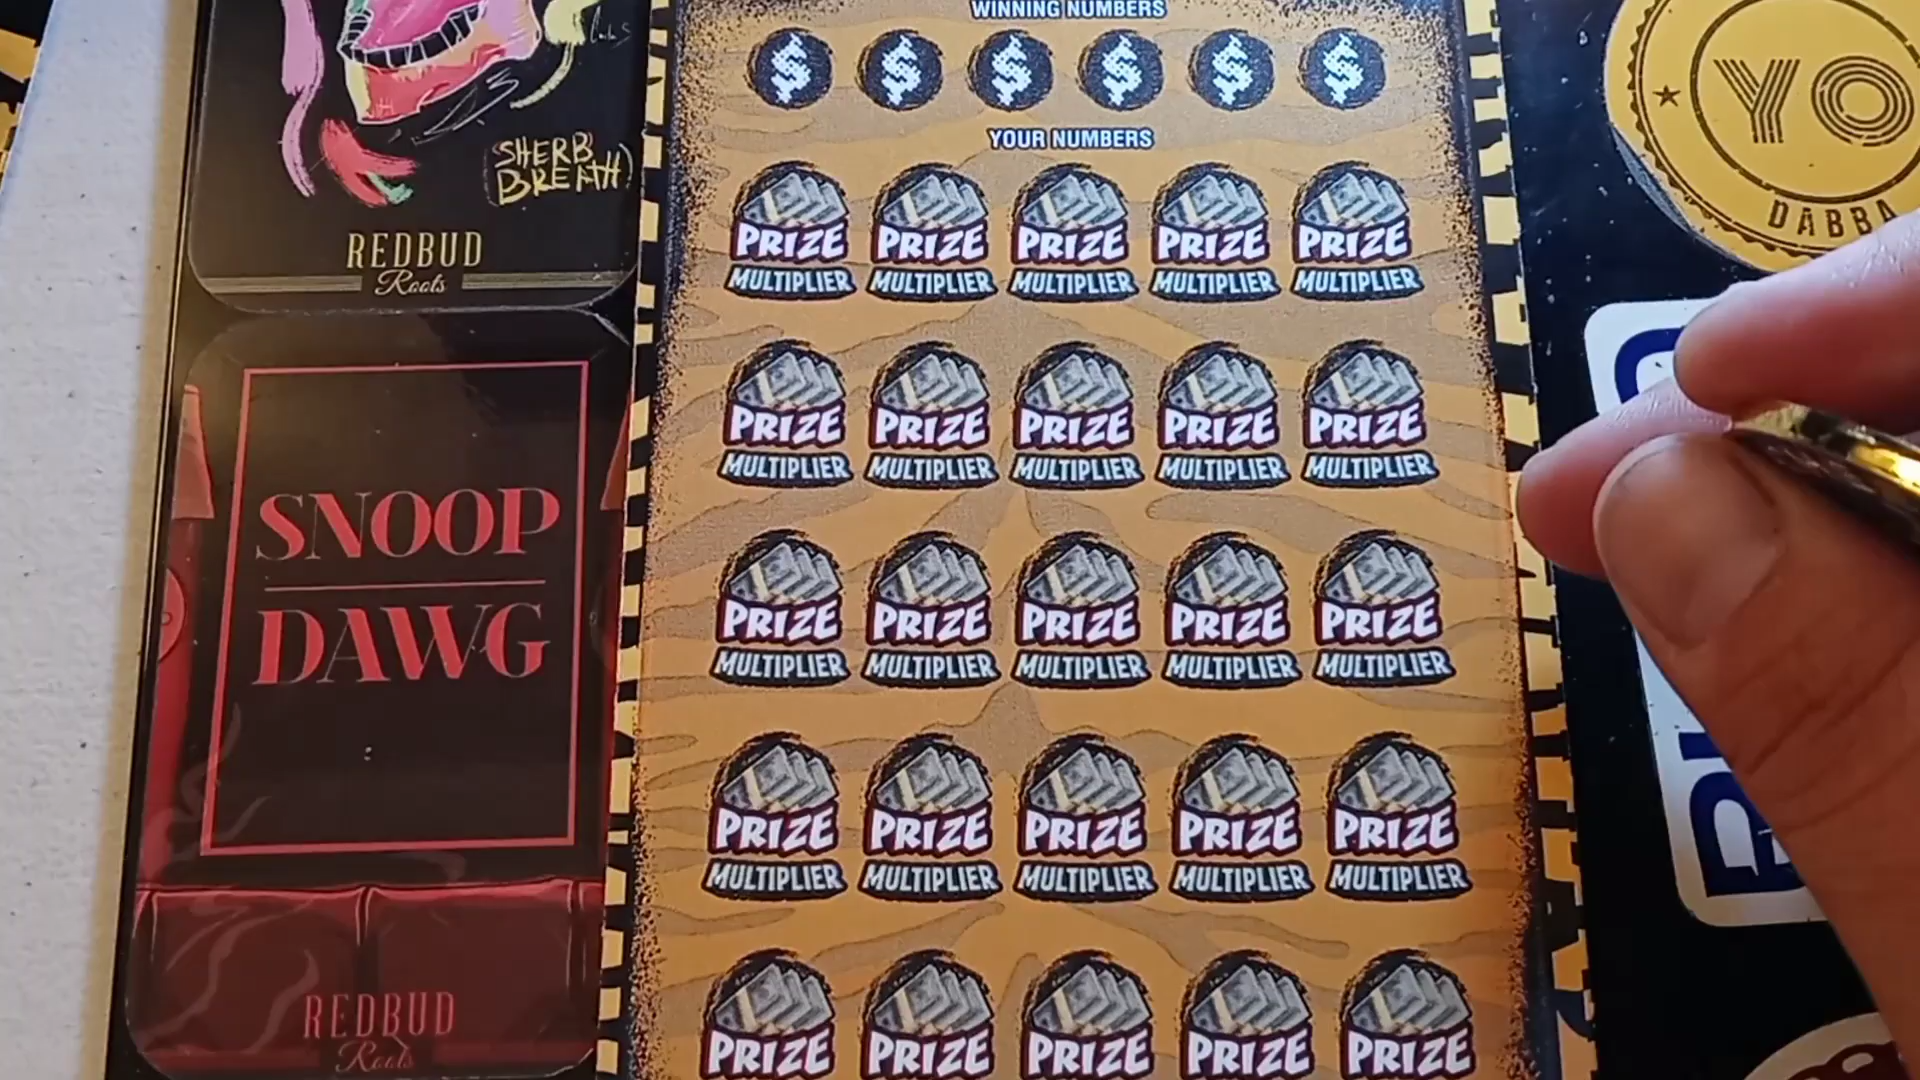 SHERB
BREATH)
REDBUD
Roots
SNOOP
DAWG
REDBUD
Roots
WINNING NUMBERS
$ $ $ $ $ $
YOUR NUMBERS
PRIZE PRIZE PRIZE PRIZE PRIZE
MULTIPLIER MULTIPLIER MULTIPLIER MULTIPLIER MULTIPLIER
PRIZE PRIZE PRIZE PRIZE PRIZE
MULTIPLIER MULTIPLIER MULTIPLIER MULTIPLIER MULTIPLIER
PRIZE PRIZE PRIZE PRIZE PRIZE
MULTIPLIER MULTIPLIER MULTIPLIER MULTIPLIER MULTIPLIER
PRIZE PRIZE PRIZE PRIZE PRIZE
MULTIPLIER MULTIPLIER MULTIPLIER MULTIPLIER MULTIPLIER
PRIZE PRIZE PRIZE PRIZE PRIZE
YO
DABBA